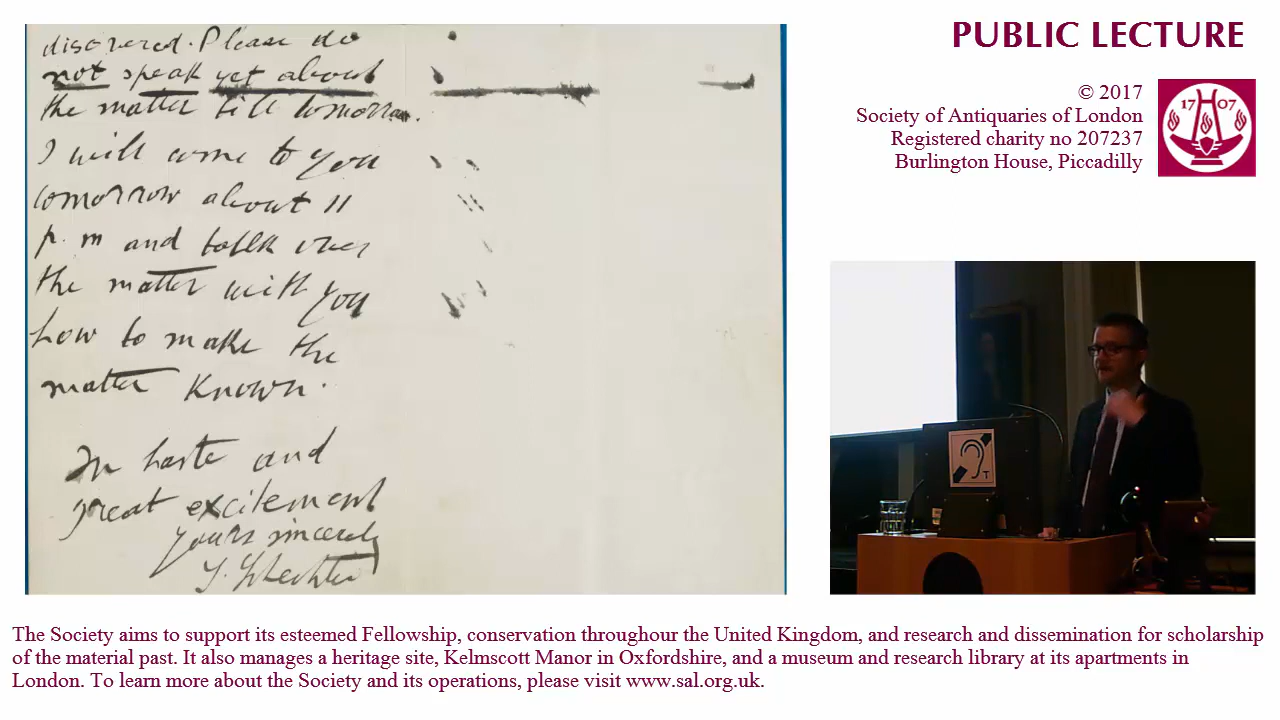 discovered. Please do
not speak yet about
the matter till tomorrow.
I will come to you
tomorrow about 11
p. m and talk over
the matter with you
how to make the
matter known.
In haste and
great excitement
yours sincerely
S. Schechter
PUBLIC LECTURE
© 2017
Society of Antiquaries of London
Registered charity no 207237
Burlington House, Piccadilly
17 07
T
The Society aims to support its esteemed Fellowship, conservation throughour the United Kingdom, and research and dissemination for scholarship
of the material past. It also manages a heritage site, Kelmscott Manor in Oxfordshire, and a museum and research library at its apartments in
London. To learn more about the Society and its operations, please visit www.sal.org.uk.